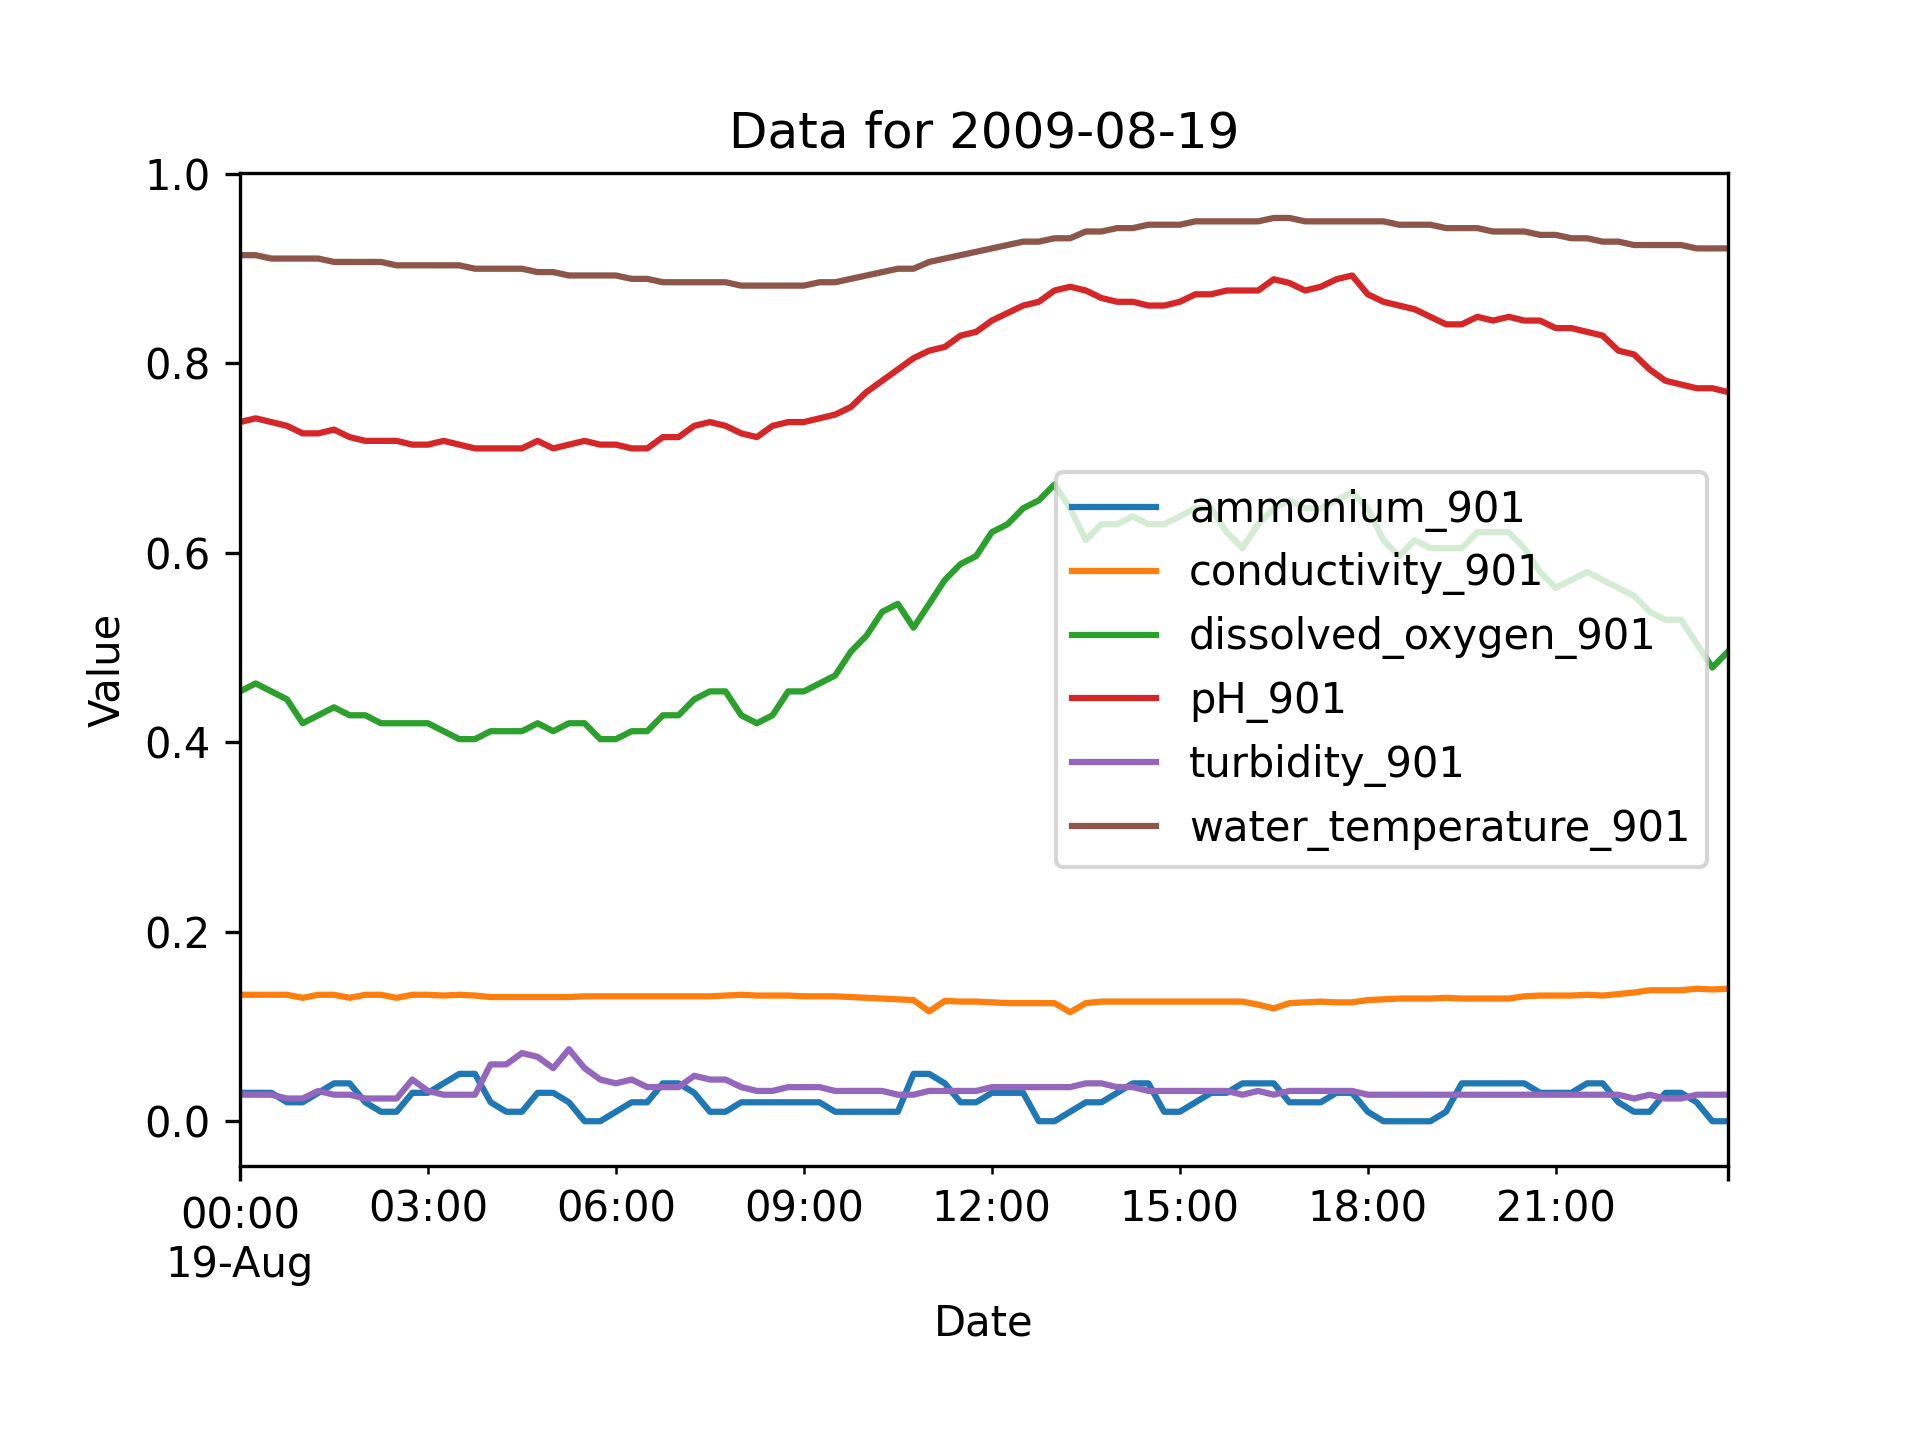 Data for 2009-08-19
1.0
0.8
0.6
0.4
0.2
0.0
Value
ammonium_901
conductivity_901
dissolved_oxygen_901
pH_901
turbidity_901
water_temperature_901
00:00 03:00 06:00 09:00 12:00 15:00 18:00 21:00
19-Aug
Date